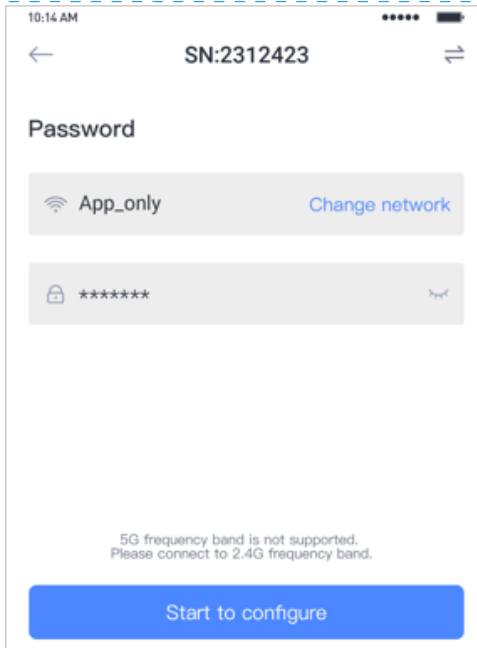 10:14 AM
SN:2312423
Password
App_only Change network
*******
5G frequency band is not supported.
Please connect to 2.4G frequency band.
Start to configure